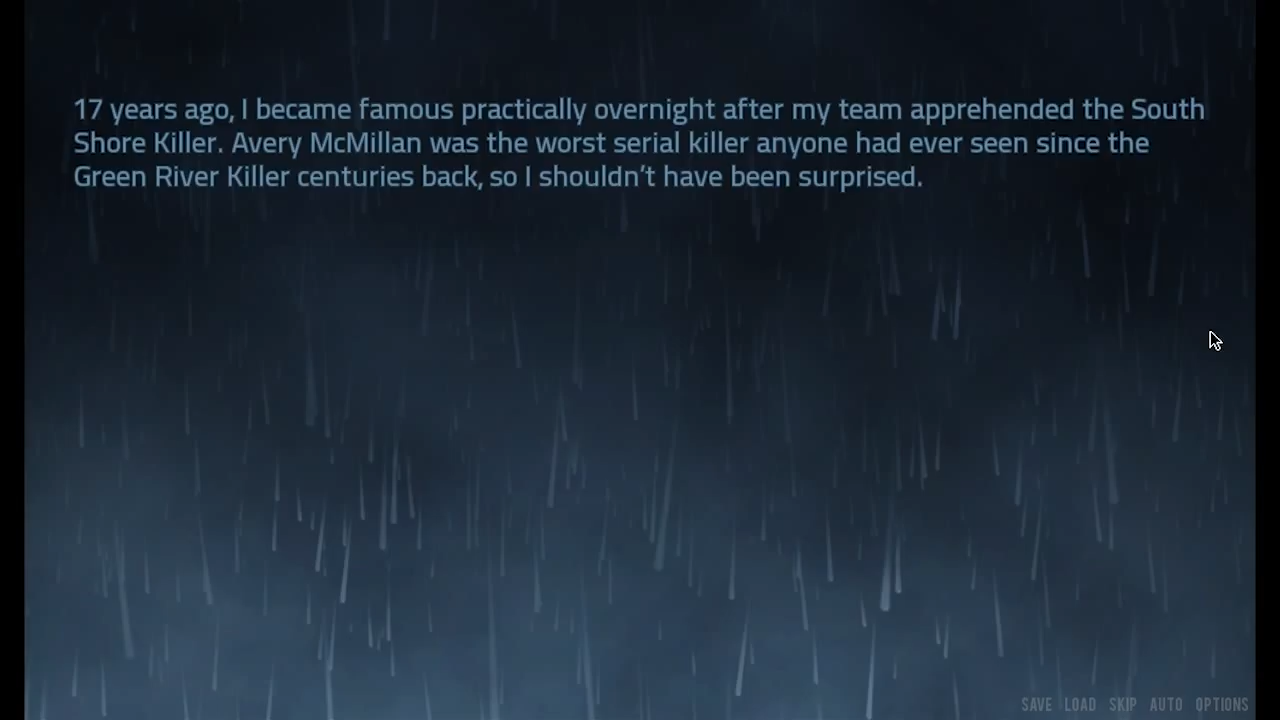 17 years ago, I became famous practically overnight after my team apprehended the South
Shore Killer. Avery McMillan was the worst serial killer anyone had ever seen since the
Green River Killer centuries back, so I shouldn’t have been surprised.
SAVE LOAD SKIP AUTO OPTIONS